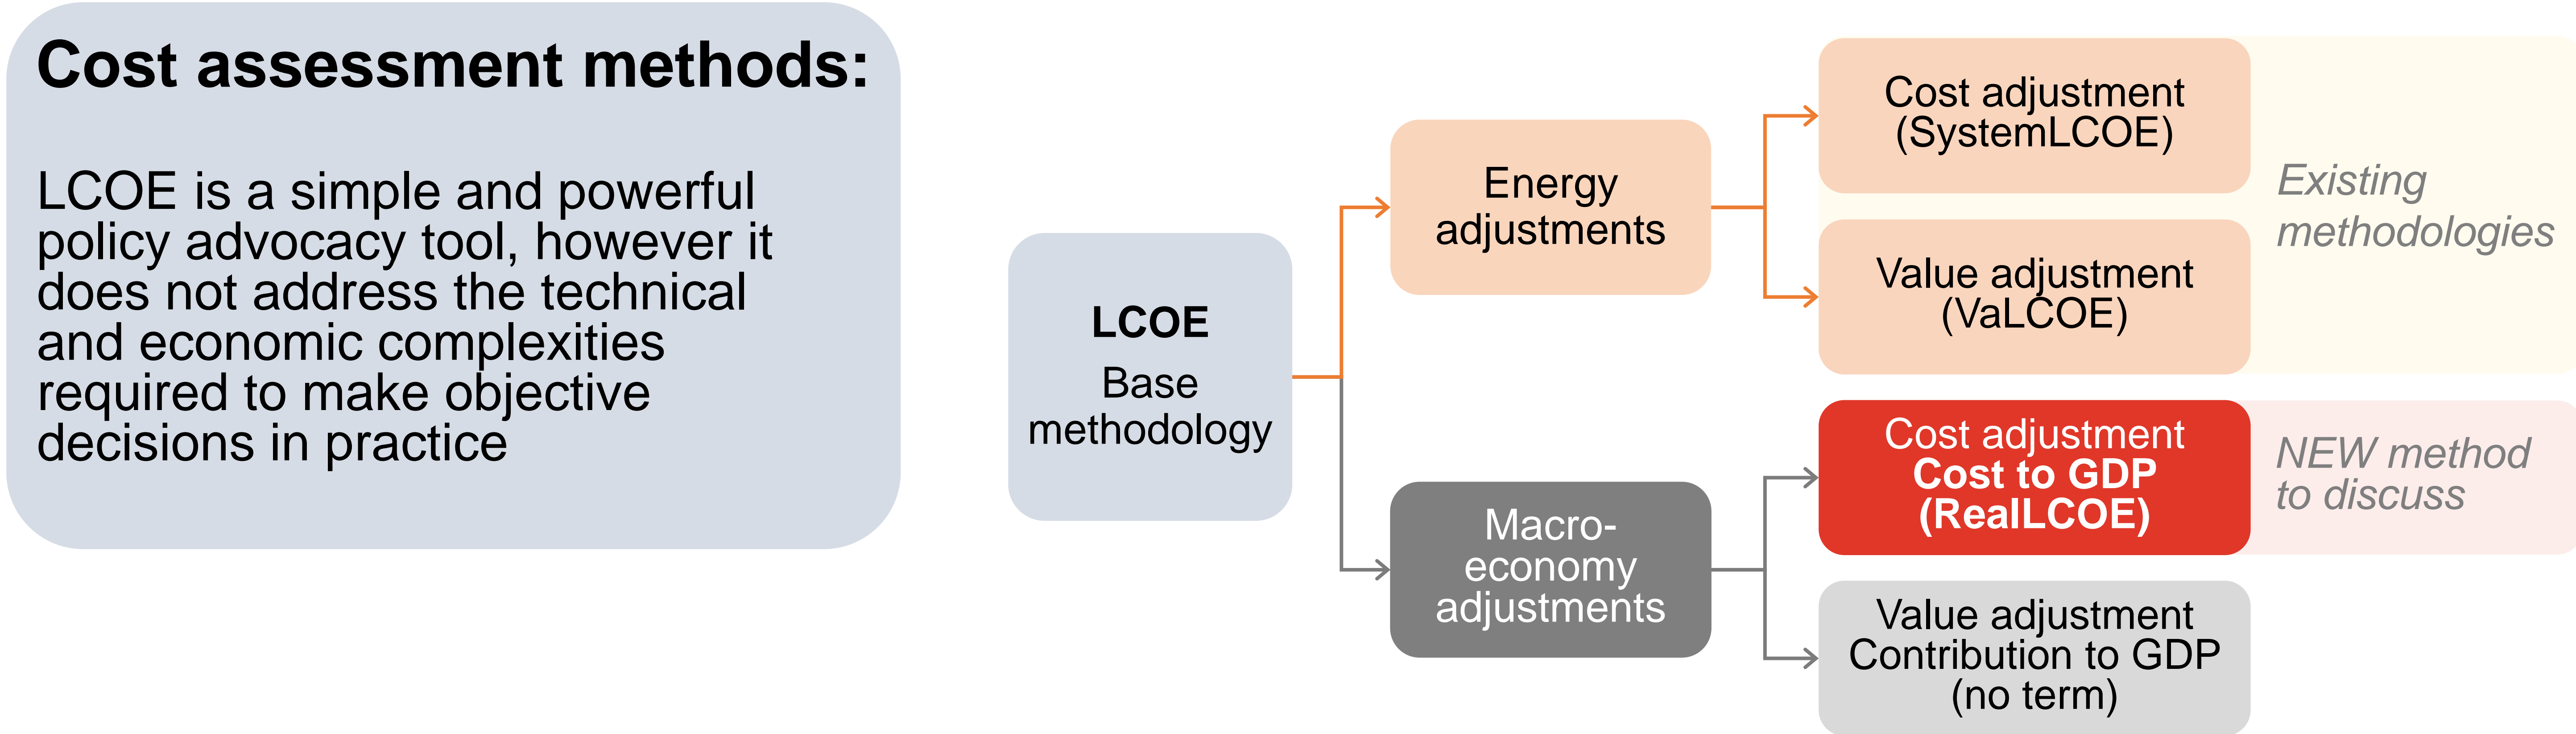 Cost assessment methods:
LCOE is a simple and powerful
policy advocacy tool, however it
does not address the technical
and economic complexities
required to make objective
decisions in practice
LCOE
Base
methodology
Energy
adjustments
Cost adjustment
(SystemLCOE)
Value adjustment
(VaLCOE)
Existing
methodologies
Macro-
economy
adjustments
Cost adjustment
Cost to GDP
(RealLCOE)
NEW method
to discuss
Value adjustment
Contribution to GDP
(no term)